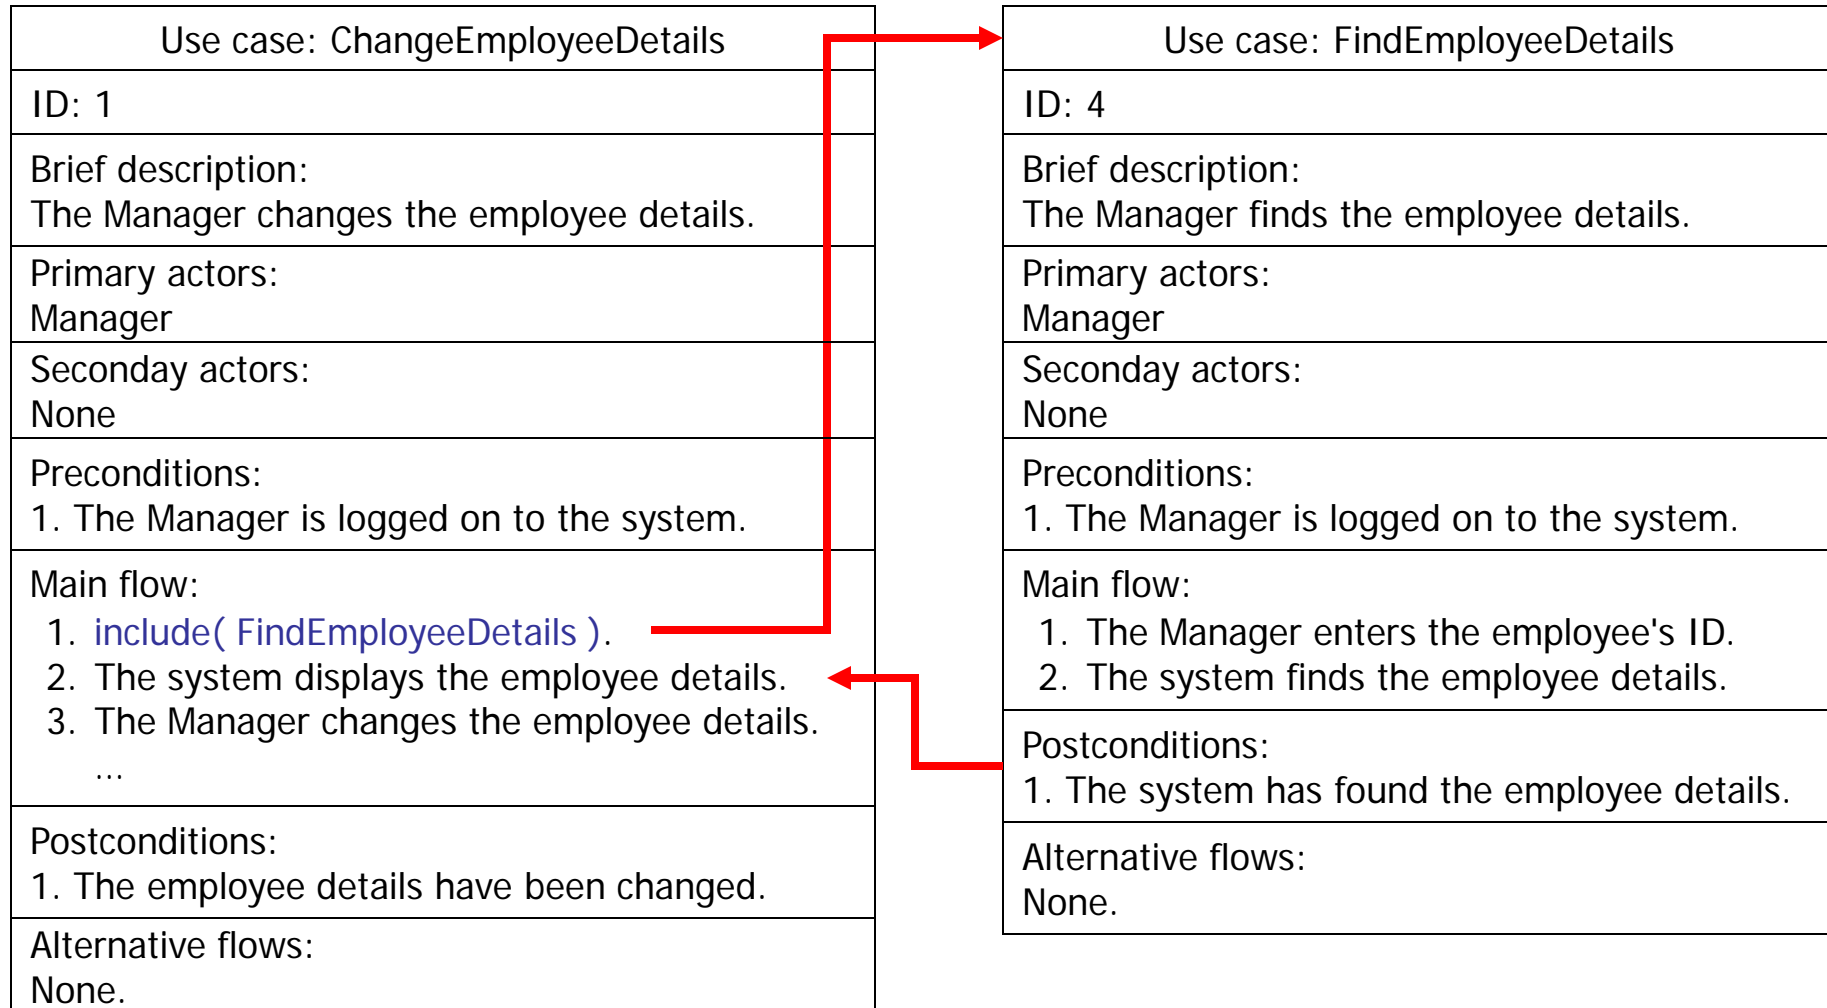 Use case: ChangeEmployeeDetails
ID: 1
Brief description:
The Manager changes the employee details.
Primary actors:
Manager
Seconday actors:
None
Preconditions:
1. The Manager is logged on to the system.
Main flow:
1. include( FindEmployeeDetails ).
2. The system displays the employee details.
3. The Manager changes the employee details.
...
Postconditions:
1. The employee details have been changed.
Alternative flows:
None.
Use case: FindEmployeeDetails
ID: 4
Brief description:
The Manager finds the employee details.
Primary actors:
Manager
Seconday actors:
None
Preconditions:
1. The Manager is logged on to the system.
Main flow:
1. The Manager enters the employee's ID.
2. The system finds the employee details.
Postconditions:
1. The system has found the employee details.
Alternative flows:
None.